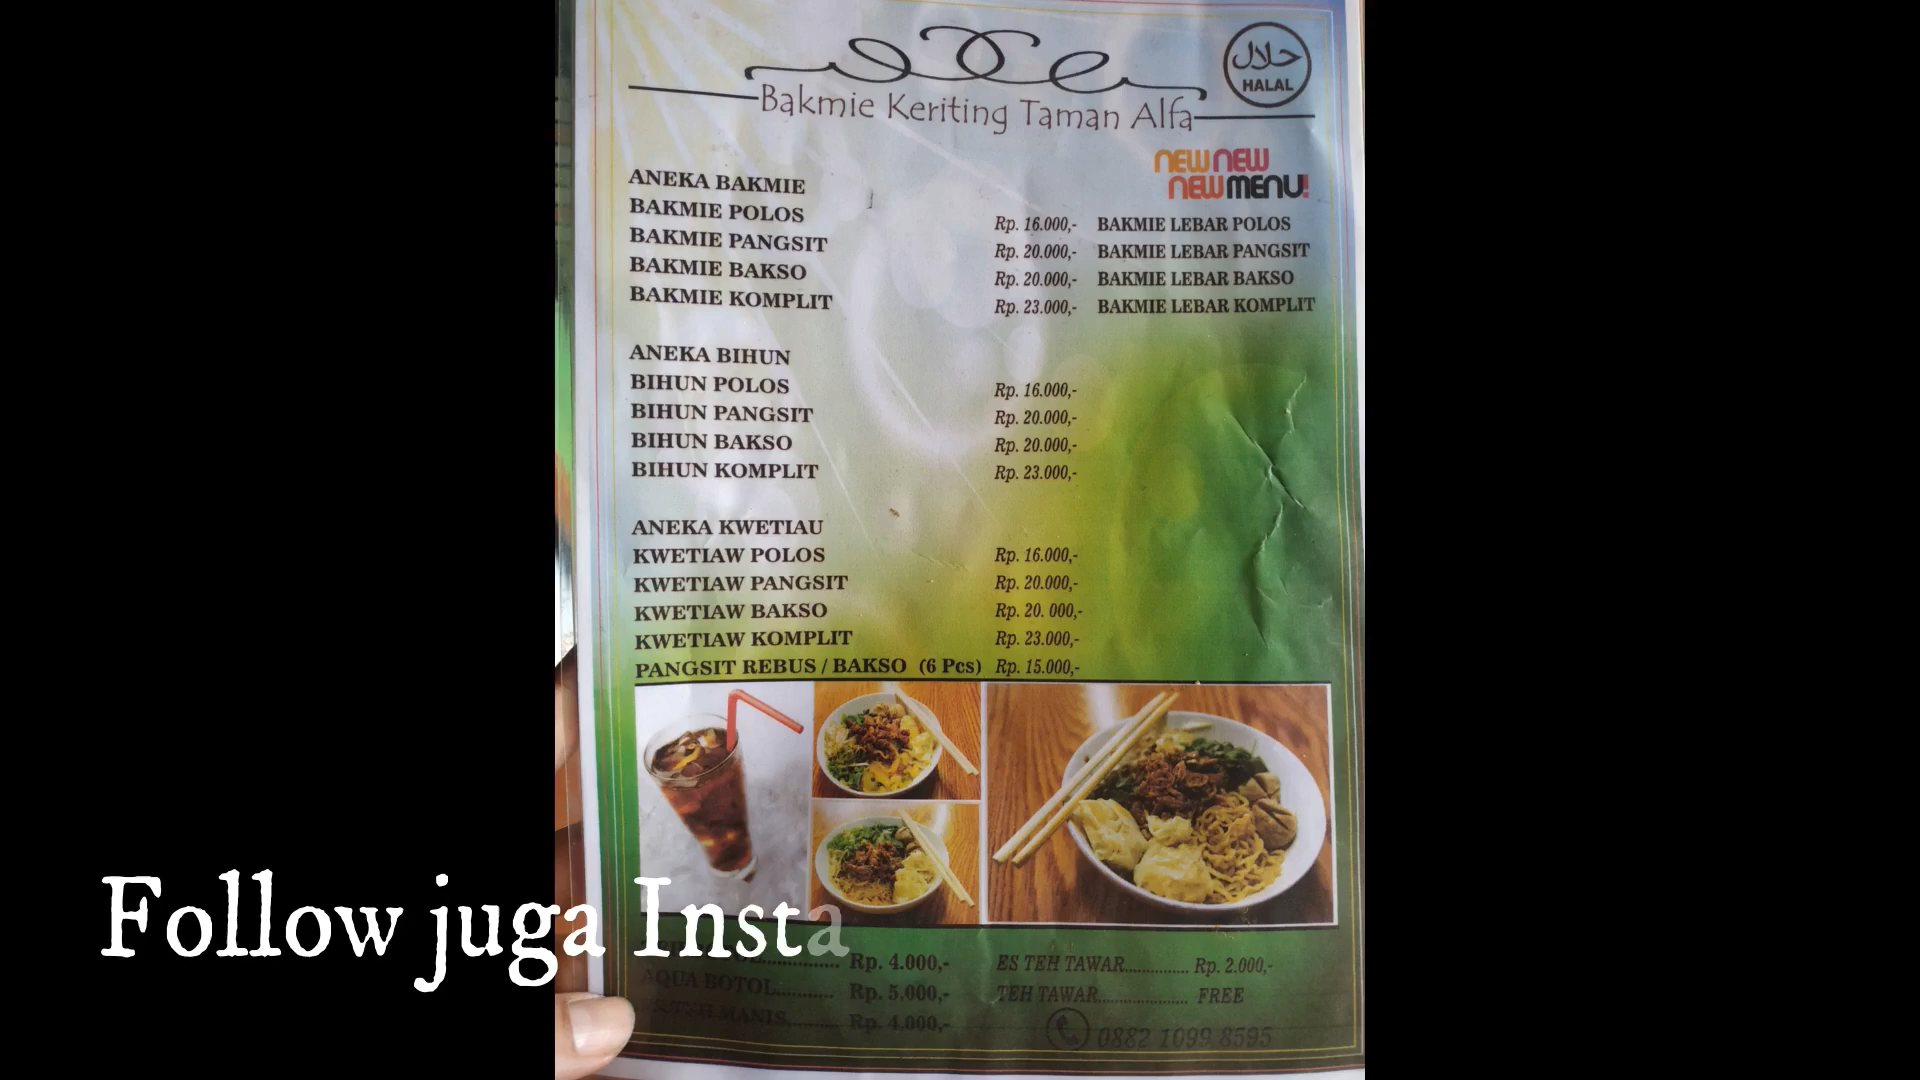 حلال
HALAL
Bakmie Keriting Taman Alfa
NEW NEW
NEW MENU!
ANEKA BAKMIE
BAKMIE POLOS Rp. 16.000,- BAKMIE LEBAR POLOS
BAKMIE PANGSIT Rp. 20.000,- BAKMIE LEBAR PANGSIT
BAKMIE BAKSO Rp. 20.000,- BAKMIE LEBAR BAKSO
BAKMIE KOMPLIT Rp. 23.000,- BAKMIE LEBAR KOMPLIT
ANEKA BIHUN
BIHUN POLOS Rp. 16.000,-
BIHUN PANGSIT Rp. 20.000,-
BIHUN BAKSO Rp. 20.000,-
BIHUN KOMPLIT Rp. 23.000,-
ANEKA KWETIAU
KWETIAW POLOS Rp. 16.000,-
KWETIAW PANGSIT Rp. 20.000,-
KWETIAW BAKSO Rp. 20. 000,-
KWETIAW KOMPLIT Rp. 23.000,-
PANGSIT REBUS / BAKSO (6 Pcs) Rp. 15.000,-
Follow juga Insta
Rp. 4.000,- ES TEH TAWAR.............. Rp. 2.000,-
AQUA BOTOL........... Rp. 5.000,- TEH TAWAR...................... FREE
MANIS.......... Rp. 4.000,-
0882 1099 8595